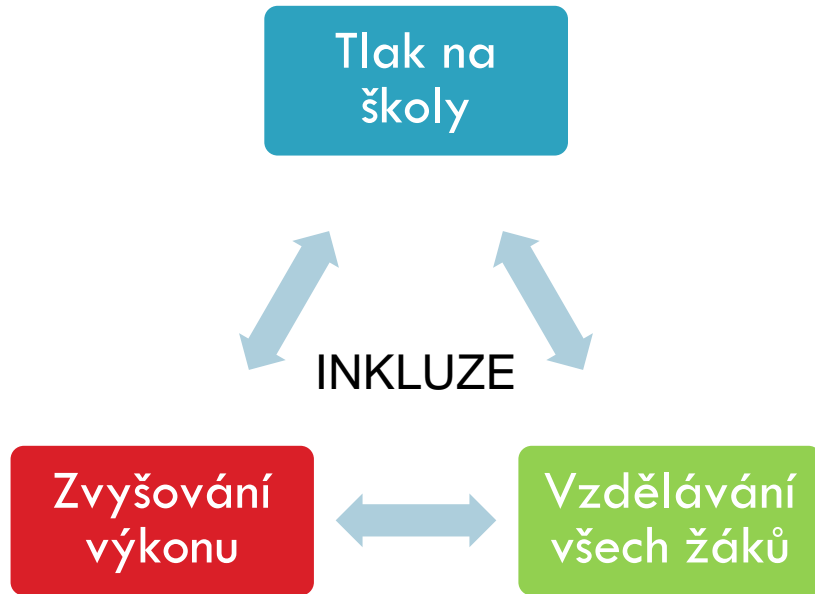 Tlak na
školy
INKLUZE
Zvyšování
výkonu
Vzdělávání
všech žáků